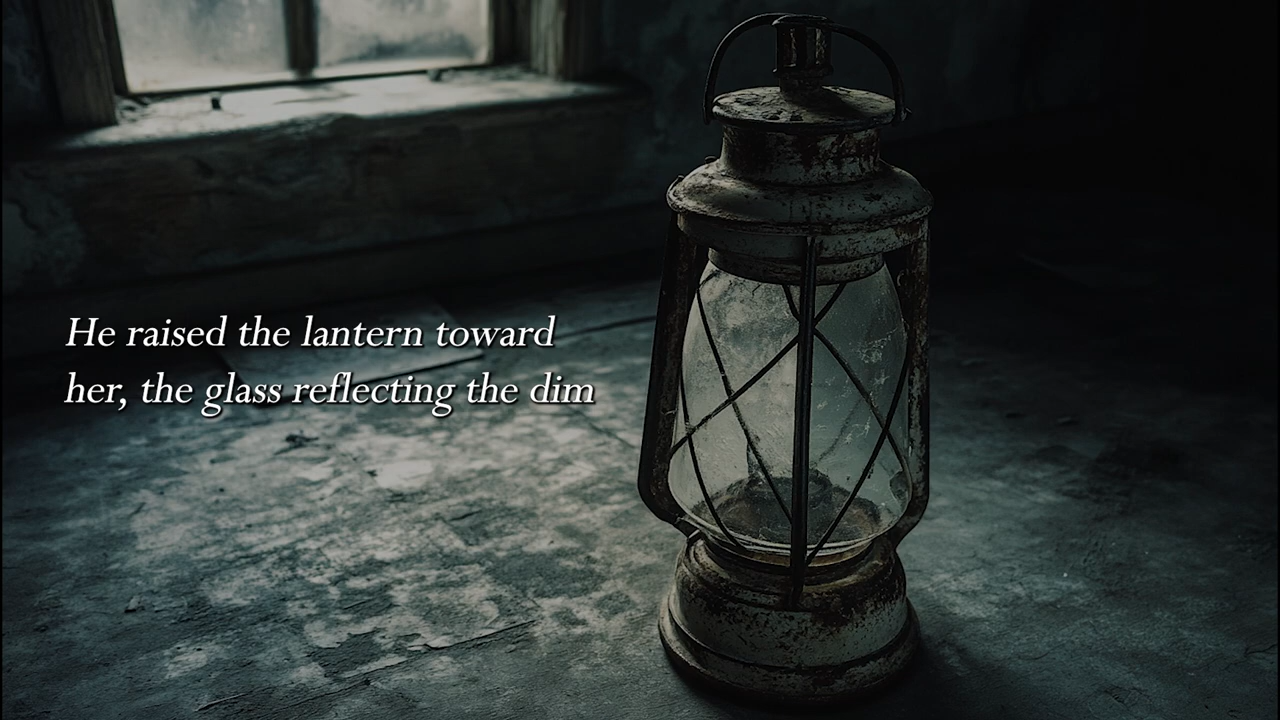 He raised the lantern toward
her, the glass reflecting the dim